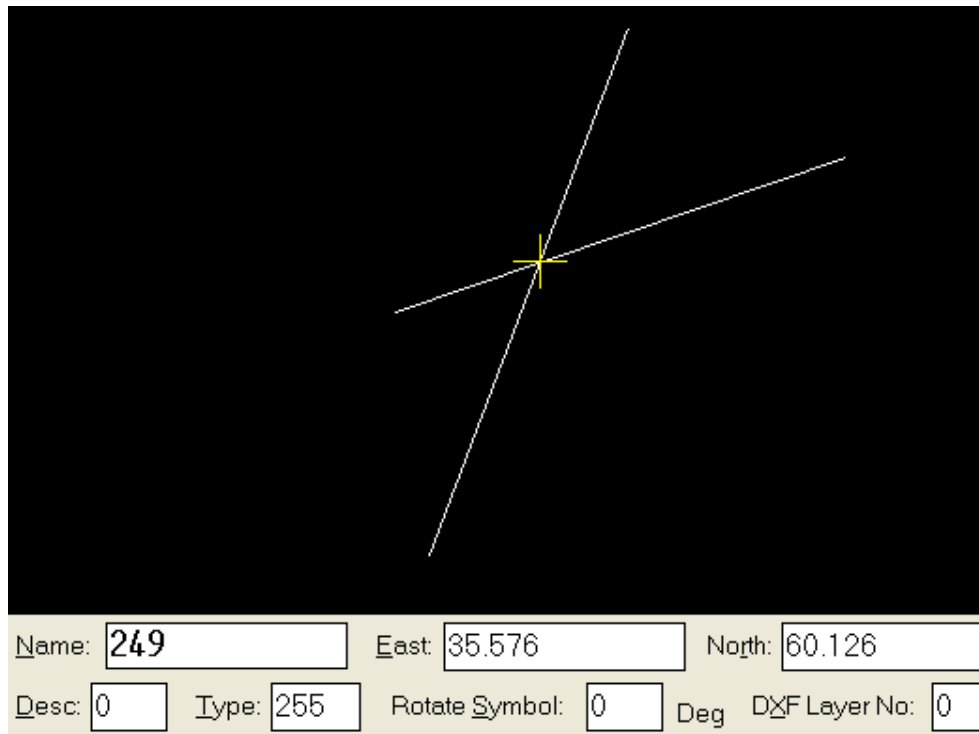 Name: 249 East: 35.576 North: 60.126
Desc: 0 Type: 255 Rotate Symbol: 0 Deg DXF Layer No: 0